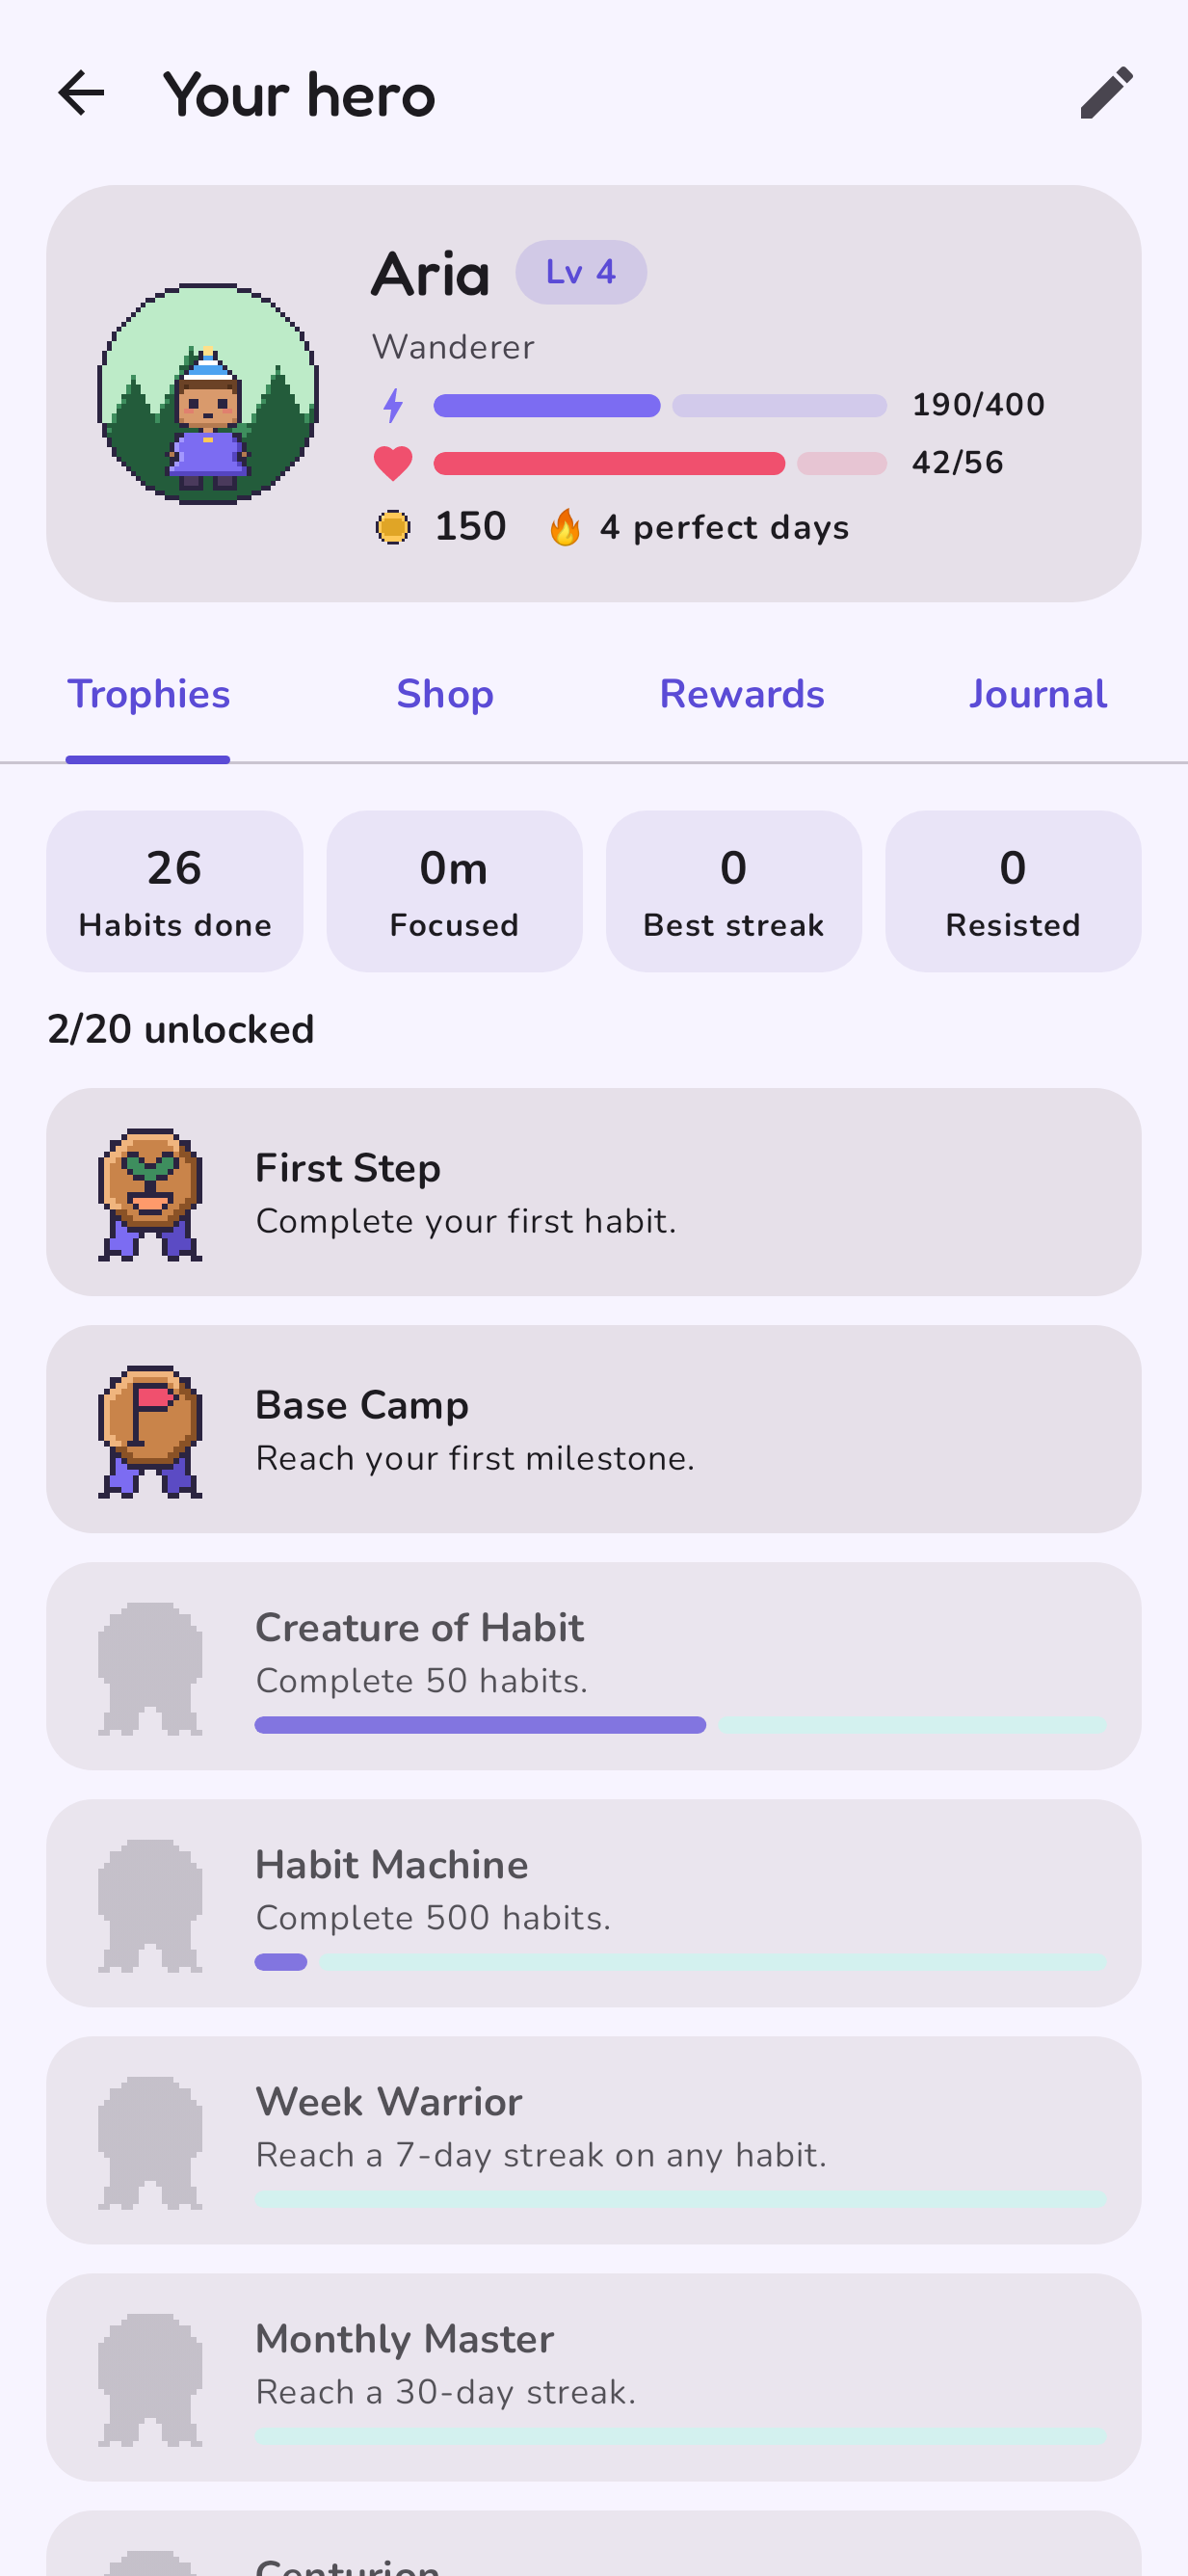 Your hero
Aria Lv 4
Wanderer
190/400
42/56
150 4 perfect days
Trophies Shop Rewards Journal
26 0m 0 0
Habits done Focused Best streak Resisted
2/20 unlocked
First Step
Complete your first habit.
Base Camp
Reach your first milestone.
Creature of Habit
Complete 50 habits.
Habit Machine
Complete 500 habits.
Week Warrior
Reach a 7-day streak on any habit.
Monthly Master
Reach a 30-day streak.
Centurion